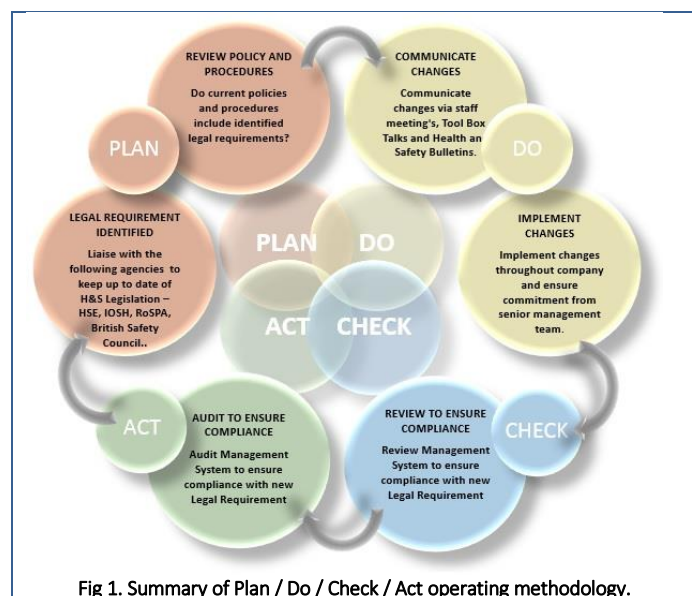 REVIEW POLICY AND
PROCEDURES
Do current policies
and procedures
include identified
legal requirements?
COMMUNICATE
CHANGES
Communicate
changes via staff
meeting's, Tool Box
Talks and Health an
Safety Bulletins.
PLAN
DO
LEGAL REQUIREMENT
IDENTIFIED
Liaise with the
following agencies to
keep up to date of
H&S Legislation –
HSE, IOSH, RoSPA,
British Safety
Council..
PLAN
DO
ACT
CHECK
IMPLEMENT
CHANGES
Implement changes
throughout company
and ensure
commitment from
senior management
team.
ACT
AUDIT TO ENSURE
COMPLIANCE
Audit Management
System to ensure
compliance with new
Legal Requirement
REVIEW TO ENSURE
COMPLIANCE
Review Management
System to ensure
compliance with new
Legal Requirement
CHECK
Fig 1. Summary of Plan / Do / Check / Act operating methodology.